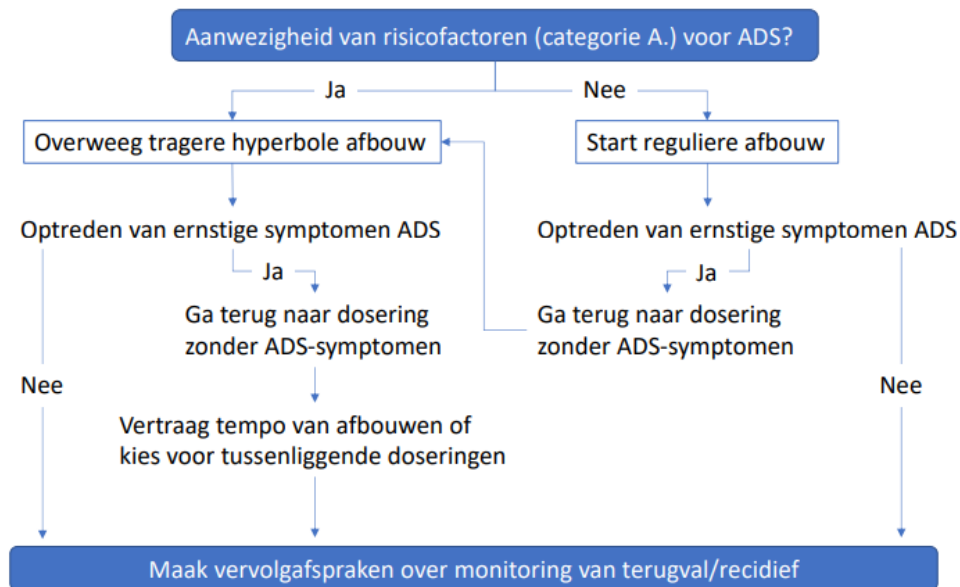 Aanwezigheid van risicofactoren (categorie A.) voor ADS?
Ja
Nee
Overweeg tragere hyperbole afbouw
Start reguliere afbouw
Optreden van ernstige symptomen ADS
Optreden van ernstige symptomen ADS
Ja
Ja
Ga terug naar dosering
zonder ADS-symptomen
Ga terug naar dosering
zonder ADS-symptomen
Nee
Nee
Vertraag tempo van afbouwen of
kies voor tussenliggende doseringen
Maak vervolgafspraken over monitoring van terugval/recidief